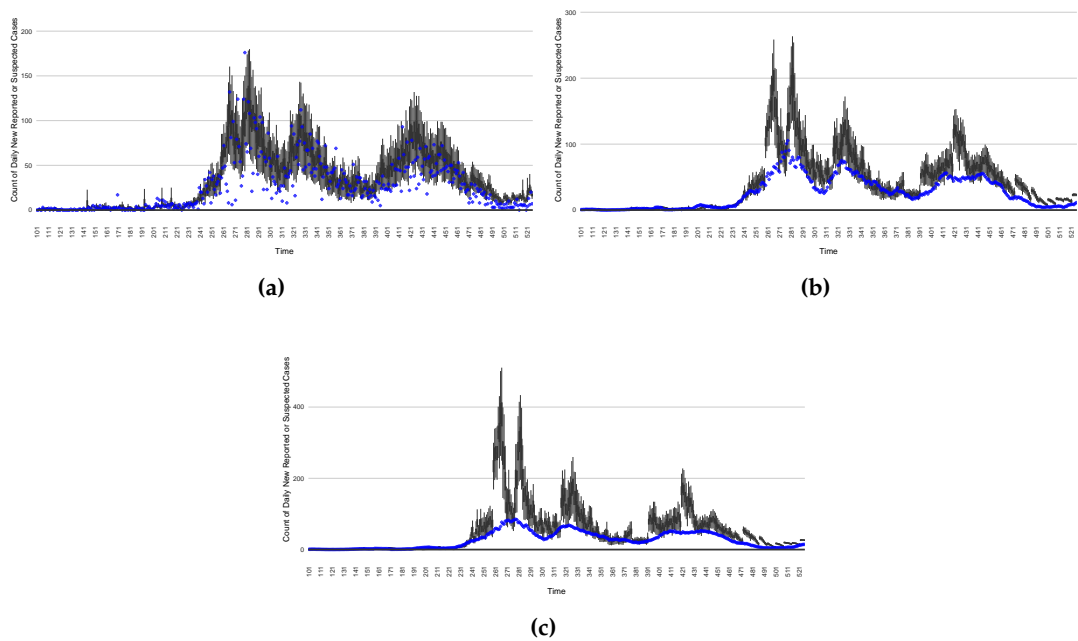 Count of Daily New Reported or Suspected Cases
200
150
100
50
0
101 111 121 131 141 151 161 171 181 191 201 211 221 231 241 251 261 271 281 291 301 311 321 331 341 351 361 371 381 391 401 411 421 431 441 451 461 471 481 491 501 511 521
Time
(a)
Count of Daily New Reported or Suspected Cases
300
200
100
0
101 111 121 131 141 151 161 171 181 191 201 211 221 231 241 251 261 271 281 291 301 311 321 331 341 351 361 371 381 391 401 411 421 431 441 451 461 471 481 491 501 511 521
Time
(b)
Count of Daily New Reported or Suspected Cases
400
200
0
101 111 121 131 141 151 161 171 181 191 201 211 221 231 241 251 261 271 281 291 301 311 321 331 341 351 361 371 381 391 401 411 421 431 441 451 461 471 481 491 501 511 521
Time
(c)